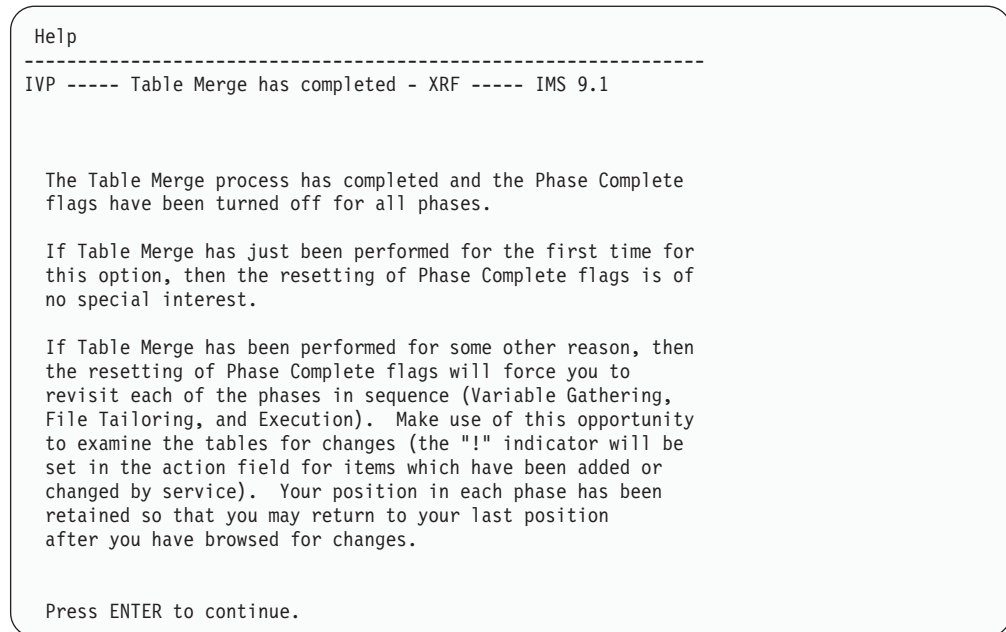 Help
----------------------------------------------------------------
IVP ----- Table Merge has completed - XRF ----- IMS 9.1
The Table Merge process has completed and the Phase Complete
flags have been turned off for all phases.
If Table Merge has just been performed for the first time for
this option, then the resetting of Phase Complete flags is of
no special interest.
If Table Merge has been performed for some other reason, then
the resetting of Phase Complete flags will force you to
revisit each of the phases in sequence (Variable Gathering,
File Tailoring, and Execution).  Make use of this opportunity
to examine the tables for changes (the "!" indicator will be
set in the action field for items which have been added or
changed by service).  Your position in each phase has been
retained so that you may return to your last position
after you have browsed for changes.
Press ENTER to continue.